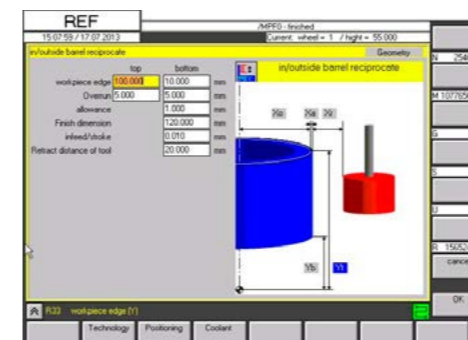 REF
/MPF0 - finished
15:07:59 / 17.07.2013
Current: wheel = 1 / hight = 55.000
in/outside barrel reciprocate
Geometry
top bottom
workpiece edge 100.000 10.000 mm
Overrun 5.000 5.000 mm
allowance 1.000 mm
Finish dimension 120.000 mm
infeed/stroke 0.010 mm
Retract distance of tool 20.000 mm
in/outside barrel reciprocate
Yb Yt
N 254
M 1077650
G
S
U
R
cancel
OK
R33 workpiece edge (Y)
Technology Positioning Coolant